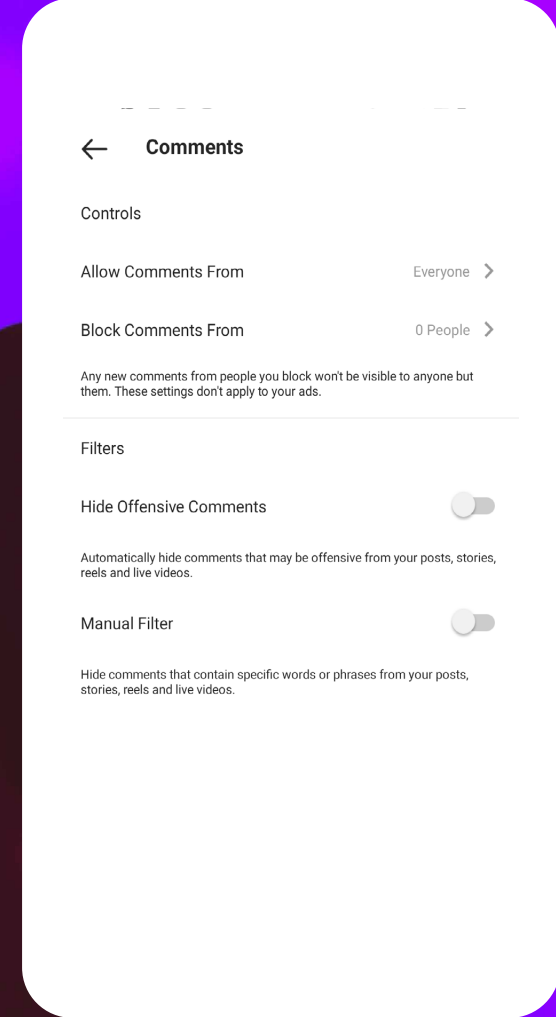 Comments
Controls
Allow Comments From Everyone
Block Comments From 0 People
Any new comments from people you block won't be visible to anyone but
them. These settings don't apply to your ads.
Filters
Hide Offensive Comments
Automatically hide comments that may be offensive from your posts, stories,
reels and live videos.
Manual Filter
Hide comments that contain specific words or phrases from your posts,
stories, reels and live videos.